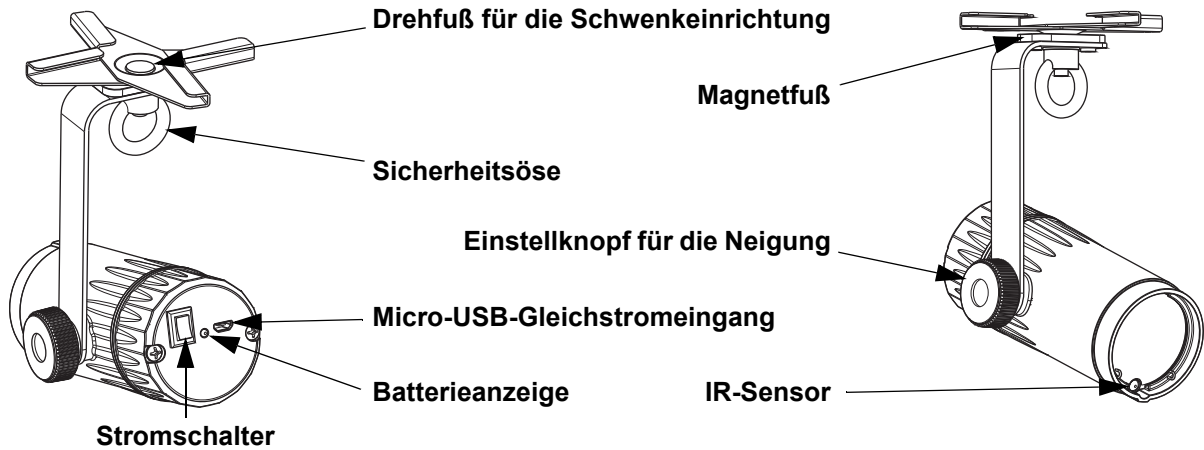 Drehfuß für die Schwenkeinrichtung
Magnetfuß
Sicherheitsöse
Einstellknopf für die Neigung
Micro-USB-Gleichstromeingang
Batterieanzeige
IR-Sensor
Stromschalter